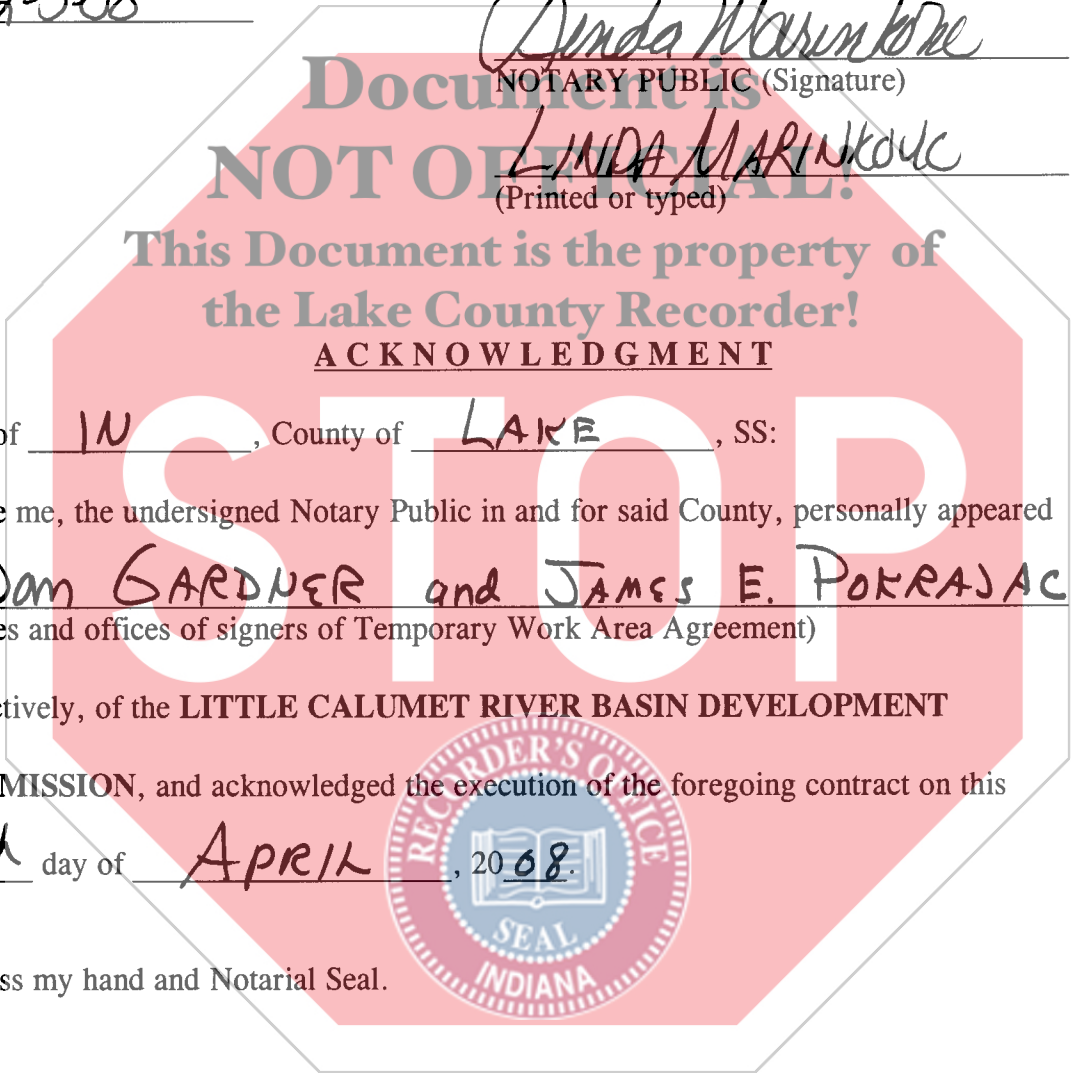 Linda Marinkovic
Document is
NOTARY PUBLIC (Signature)
NOT OFFICIAL!
LINDA MARINKOVIC
(Printed or typed)
This Document is the property of
the Lake County Recorder!
ACKNOWLEDGMENT
of IN, County of LAKE, SS:
e me, the undersigned Notary Public in and for said County, personally appeared
Dan GARDNER and JAMES E. POKRAJAC
es and offices of signers of Temporary Work Area Agreement)
STOP
ctively, of the LITTLE CALUMET RIVER BASIN DEVELOPMENT
MISSION, and acknowledged the execution of the foregoing contract on this
day of APRIL, 2008.
RECORDER'S OFFICE
SEAL
INDIANA
ss my hand and Notarial Seal.